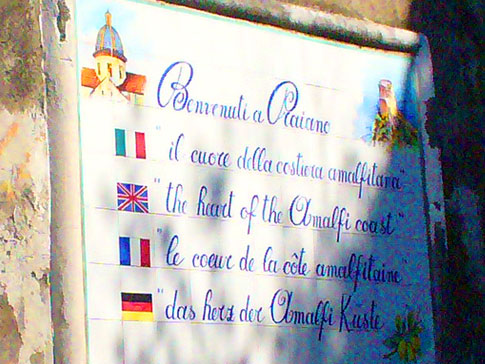 Benvenuti a Praiano
"il cuore della costiera amalfitana"
"the heart of the Amalfi coast"
"le coeur de la côte amalfitaine"
"das herz der Amalfi Küste